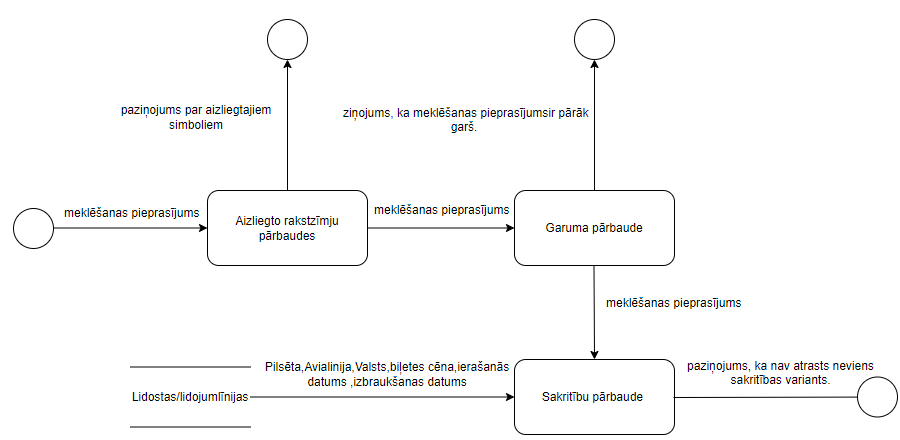 paziņojums par aizliegtajiem
simboliem
ziņojums, ka meklēšanas pieprasījumsir pārāk
garš.
meklēšanas pieprasījums
Aizliegto rakstzīmju
pārbaudes
meklēšanas pieprasījums
Garuma pārbaude
meklēšanas pieprasījums
Pilsēta,Avialinija,Valsts,biļetes cēna,ierašanās
datums ,izbraukšanas datums
Lidostas/lidojumlīnijas
Sakritību pārbaude
paziņojums, ka nav atrasts neviens
sakritības variants.